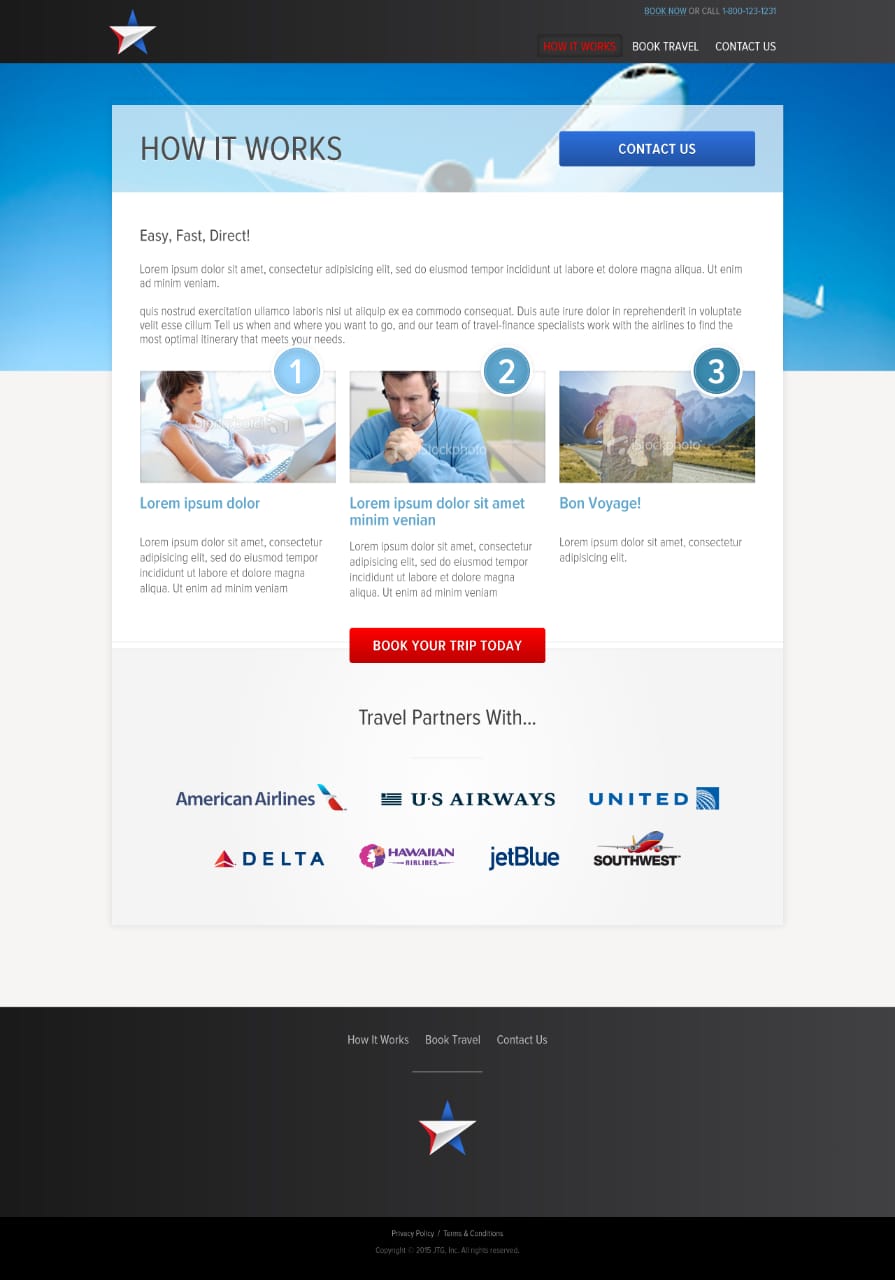 BOOK NOW OR CALL 1-800-123-1231
HOW IT WORKS BOOK TRAVEL CONTACT US
HOW IT WORKS
CONTACT US
Easy, Fast, Direct!
Lorem ipsum dolor sit amet, consectetur adipisicing elit, sed do eiusmod tempor incididunt ut labore et dolore magna aliqua. Ut enim
ad minim veniam.
quis nostrud exercitation ullamco laboris nisi ut aliquip ex ea commodo consequat. Duis aute irure dolor in reprehenderit in voluptate
velit esse cillum Tell us when and where you want to go, and our team of travel-finance specialists work with the airlines to find the
most optimal itinerary that meets your needs.
1
2
3
iStockphoto
iStockphoto
iStockphoto
Lorem ipsum dolor
Lorem ipsum dolor sit amet, consectetur
adipisicing elit, sed do eiusmod tempor
incididunt ut labore et dolore magna
aliqua. Ut enim ad minim veniam
Lorem ipsum dolor sit amet
minim venian
Lorem ipsum dolor sit amet, consectetur
adipisicing elit, sed do eiusmod tempor
incididunt ut labore et dolore magna
aliqua. Ut enim ad minim veniam
Bon Voyage!
Lorem ipsum dolor sit amet, consectetur
adipisicing elit.
BOOK YOUR TRIP TODAY
Travel Partners With...
American Airlines
U·S AIRWAYS
UNITED
DELTA
HAWAIIAN
AIRLINES
jetBlue
SOUTHWEST
How It Works Book Travel Contact Us
Privacy Policy / Terms & Conditions
Copyright © 2015 JTG, Inc. All rights reserved.